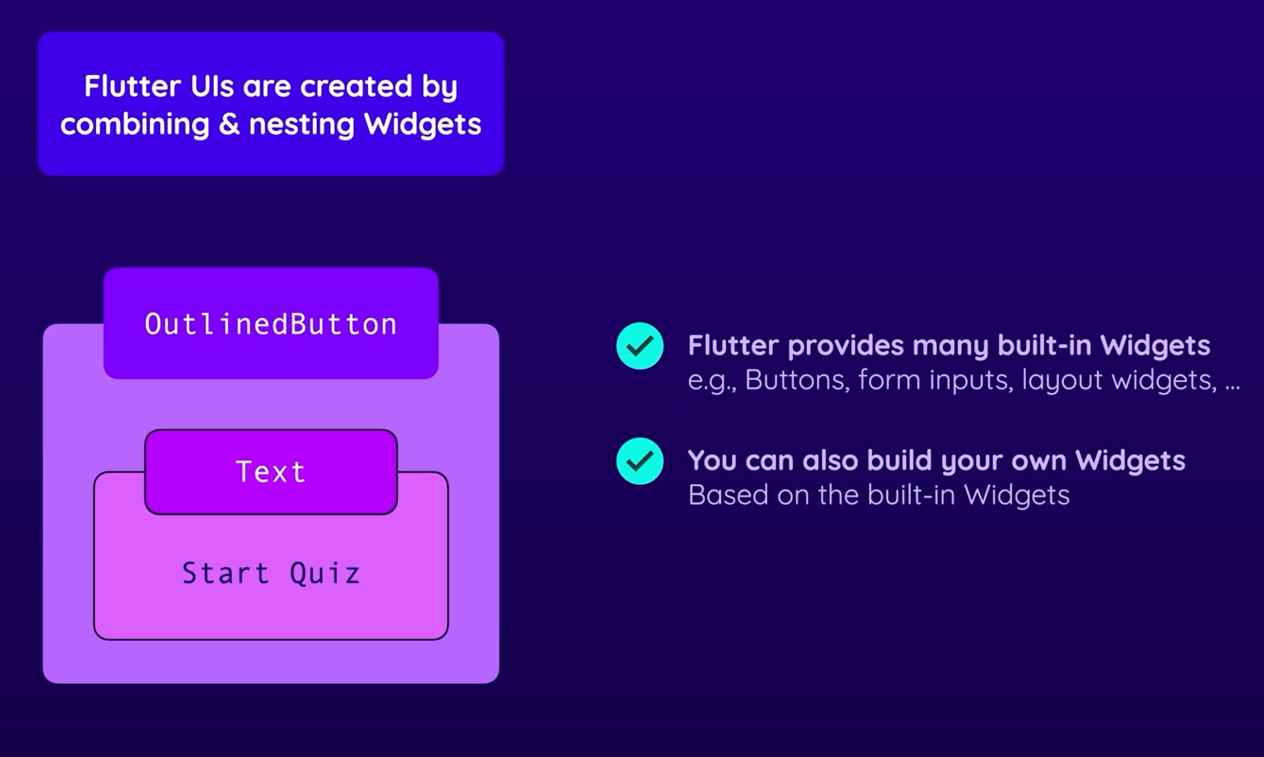 Flutter UIs are created by
combining & nesting Widgets
OutlinedButton
Text
Start Quiz
Flutter provides many built-in Widgets
e.g., Buttons, form inputs, layout widgets, ...
You can also build your own Widgets
Based on the built-in Widgets